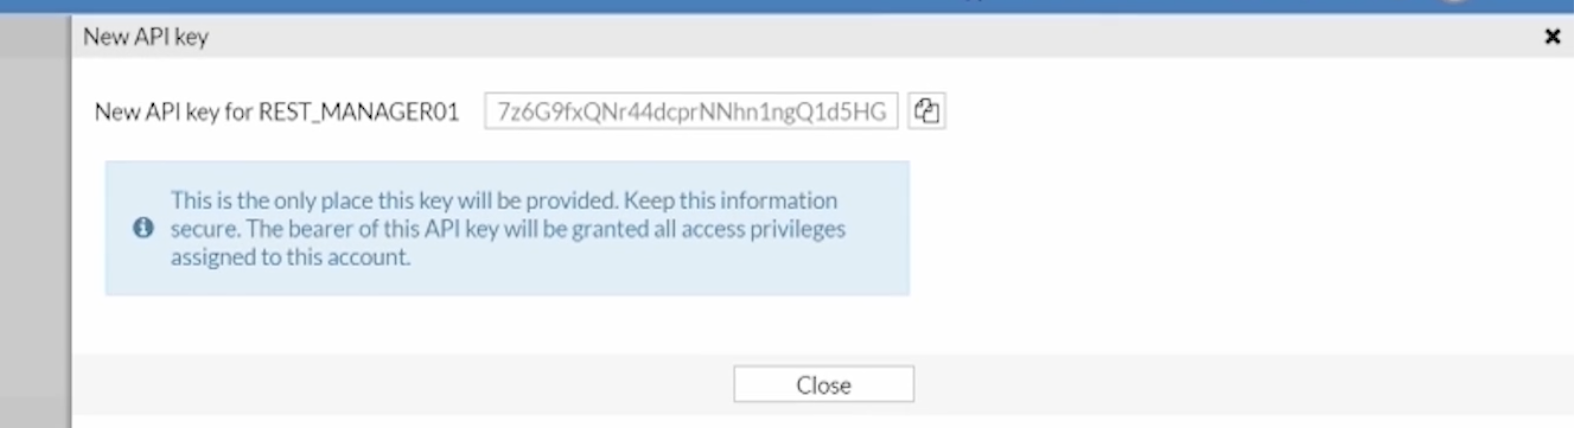 New API key
New API key for REST_MANAGER01 7z6G9fxQNr44dcprNNhn1ngQ1d5HG
This is the only place this key will be provided. Keep this information
secure. The bearer of this API key will be granted all access privileges
assigned to this account.
Close